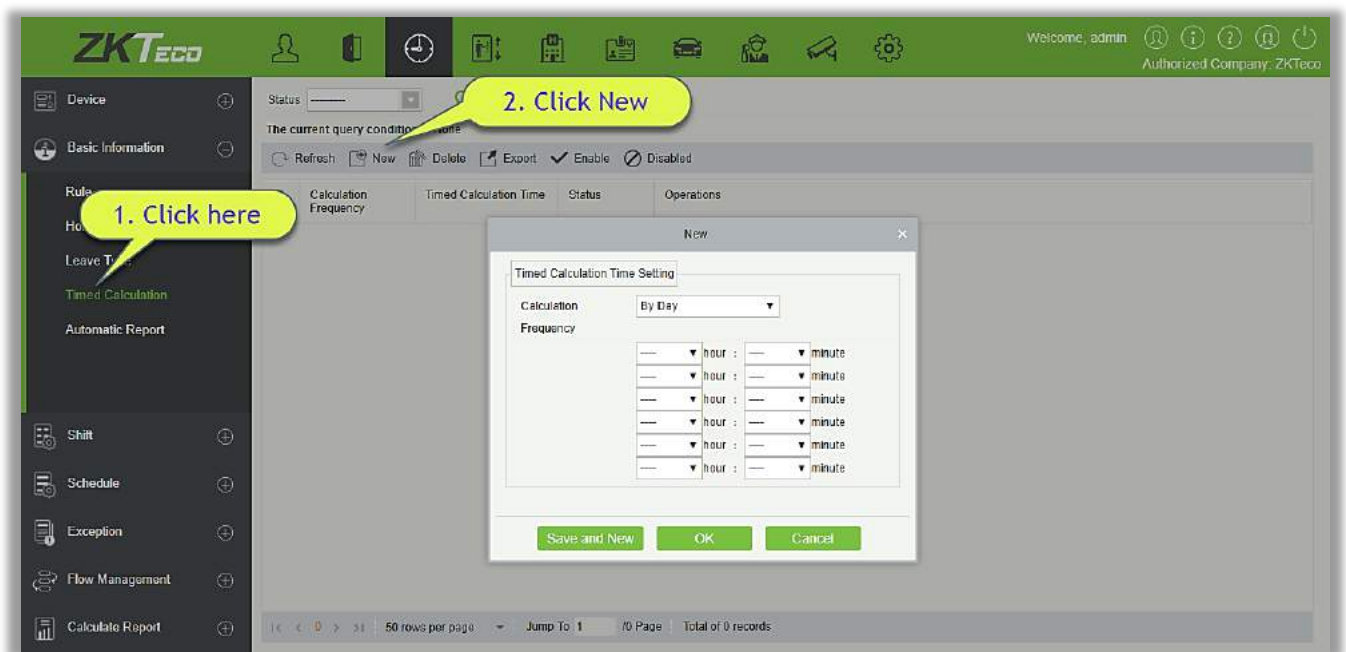 ZKTeco
Welcome, admin
Authorized Company: ZKTeco
Device
Basic Information
Rule
Leave
Timed Calculation
Automatic Report
Shift
Schedule
Exception
Flow Management
Calculate Report
1. Click here
2. Click New
Status --------
The current query None
Refresh New Delete Export Enable Disabled
Calculation Frequency Timed Calculation Time Status Operations
New
Timed Calculation Time Setting
Calculation Frequency By Day
---- hour : ---- minute
---- hour : ---- minute
---- hour : ---- minute
---- hour : ---- minute
---- hour : ---- minute
---- hour : ---- minute
Save and New OK Cancel
0 50 rows per page Jump To 1 /0 Page Total of 0 records